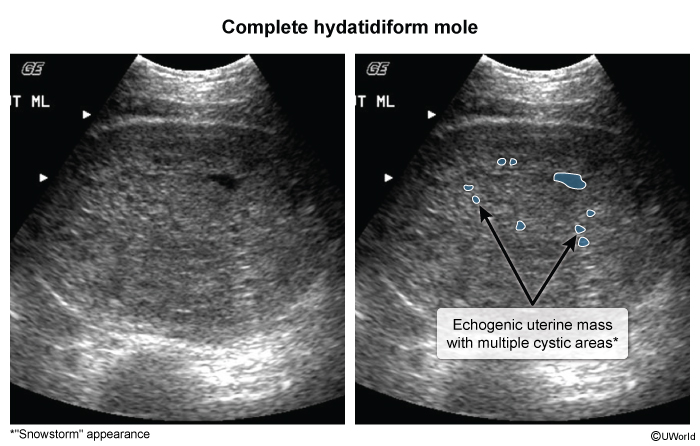 Complete hydatidiform mole
GE
GE
T ML
T ML
Echogenic uterine mass
with multiple cystic areas*
*"Snowstorm" appearance
©UWorld